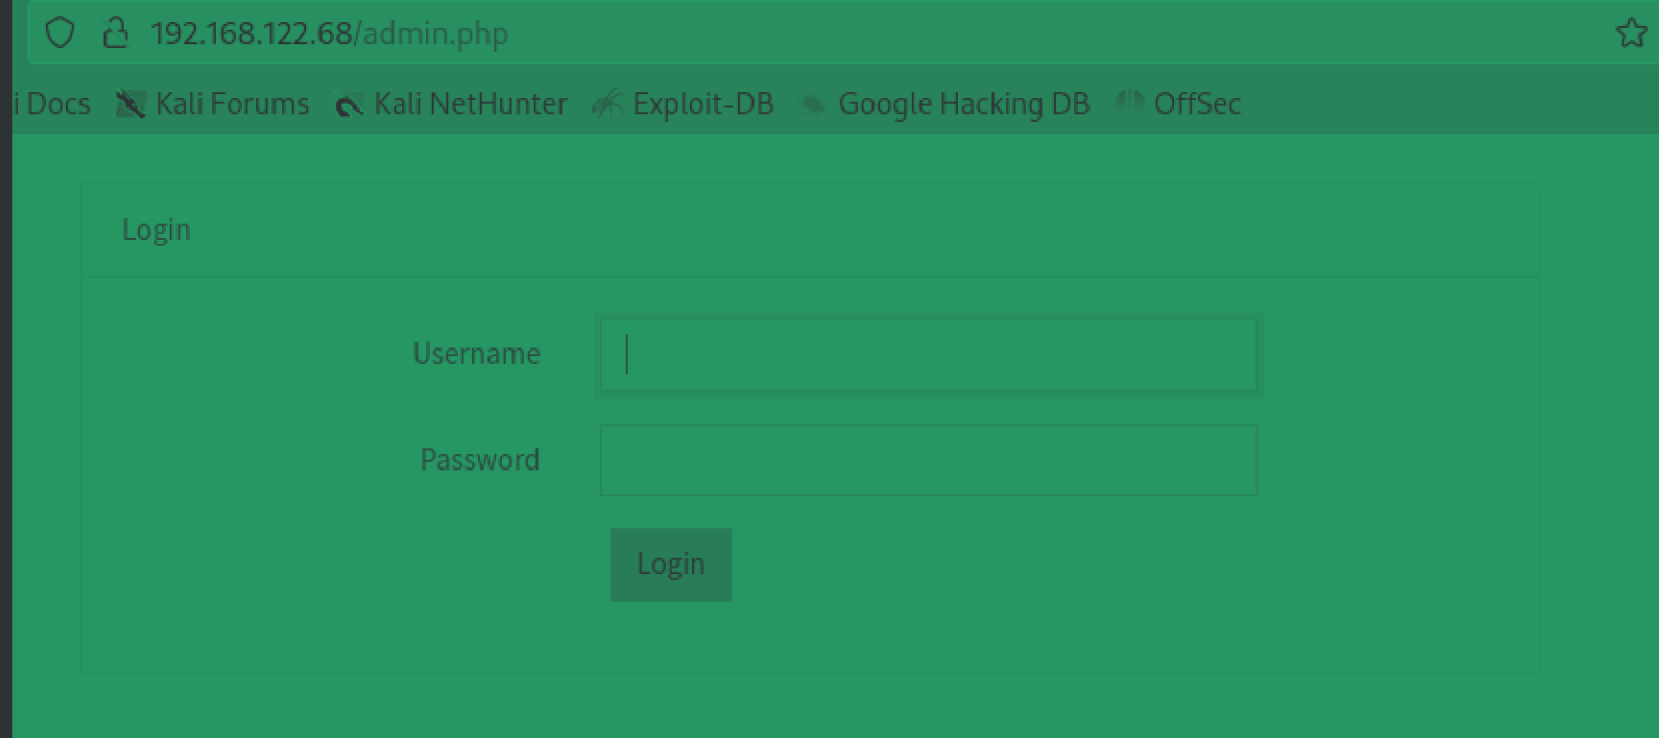 192.168.122.68/admin.php
i Docs Kali Forums Kali NetHunter Exploit-DB Google Hacking DB OffSec
Login
Username
Password
Login